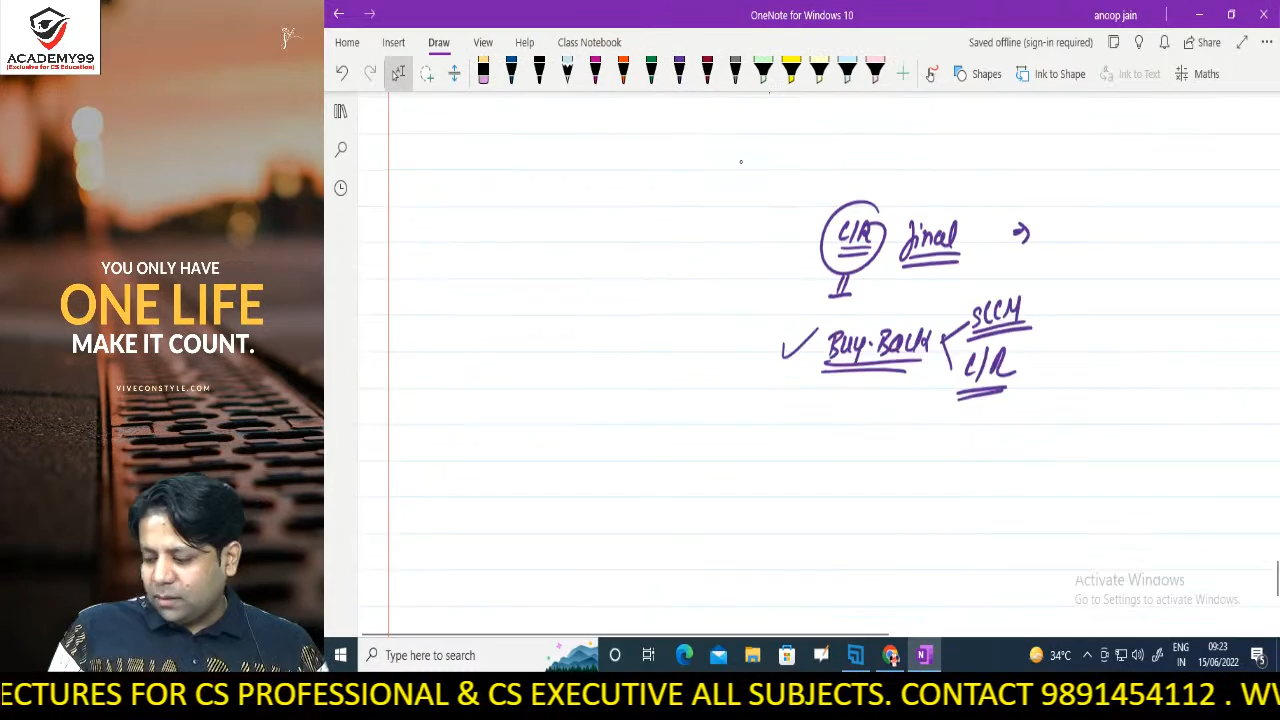 ACADEMY99
(Exclusive for CS Education)
YOU ONLY HAVE
ONE LIFE
MAKE IT COUNT.
VIVECONSTYLE.COM
OneNote for Windows 10
anoop jain
Home Insert Draw View Help Class Notebook
Saved offline (sign-in required)
Share
Shapes
Ink to Shape
Ink to Text
Maths
C/R final →
✓ Buy-Back
SCCM
C/R
Activate Windows
Go to Settings to activate Windows.
Type here to search
34°C
ENG
IN
09:23
15/06/2022
5
ECTURES FOR CS PROFESSIONAL & CS EXECUTIVE ALL SUBJECTS. CONTACT 9891454112 . WV